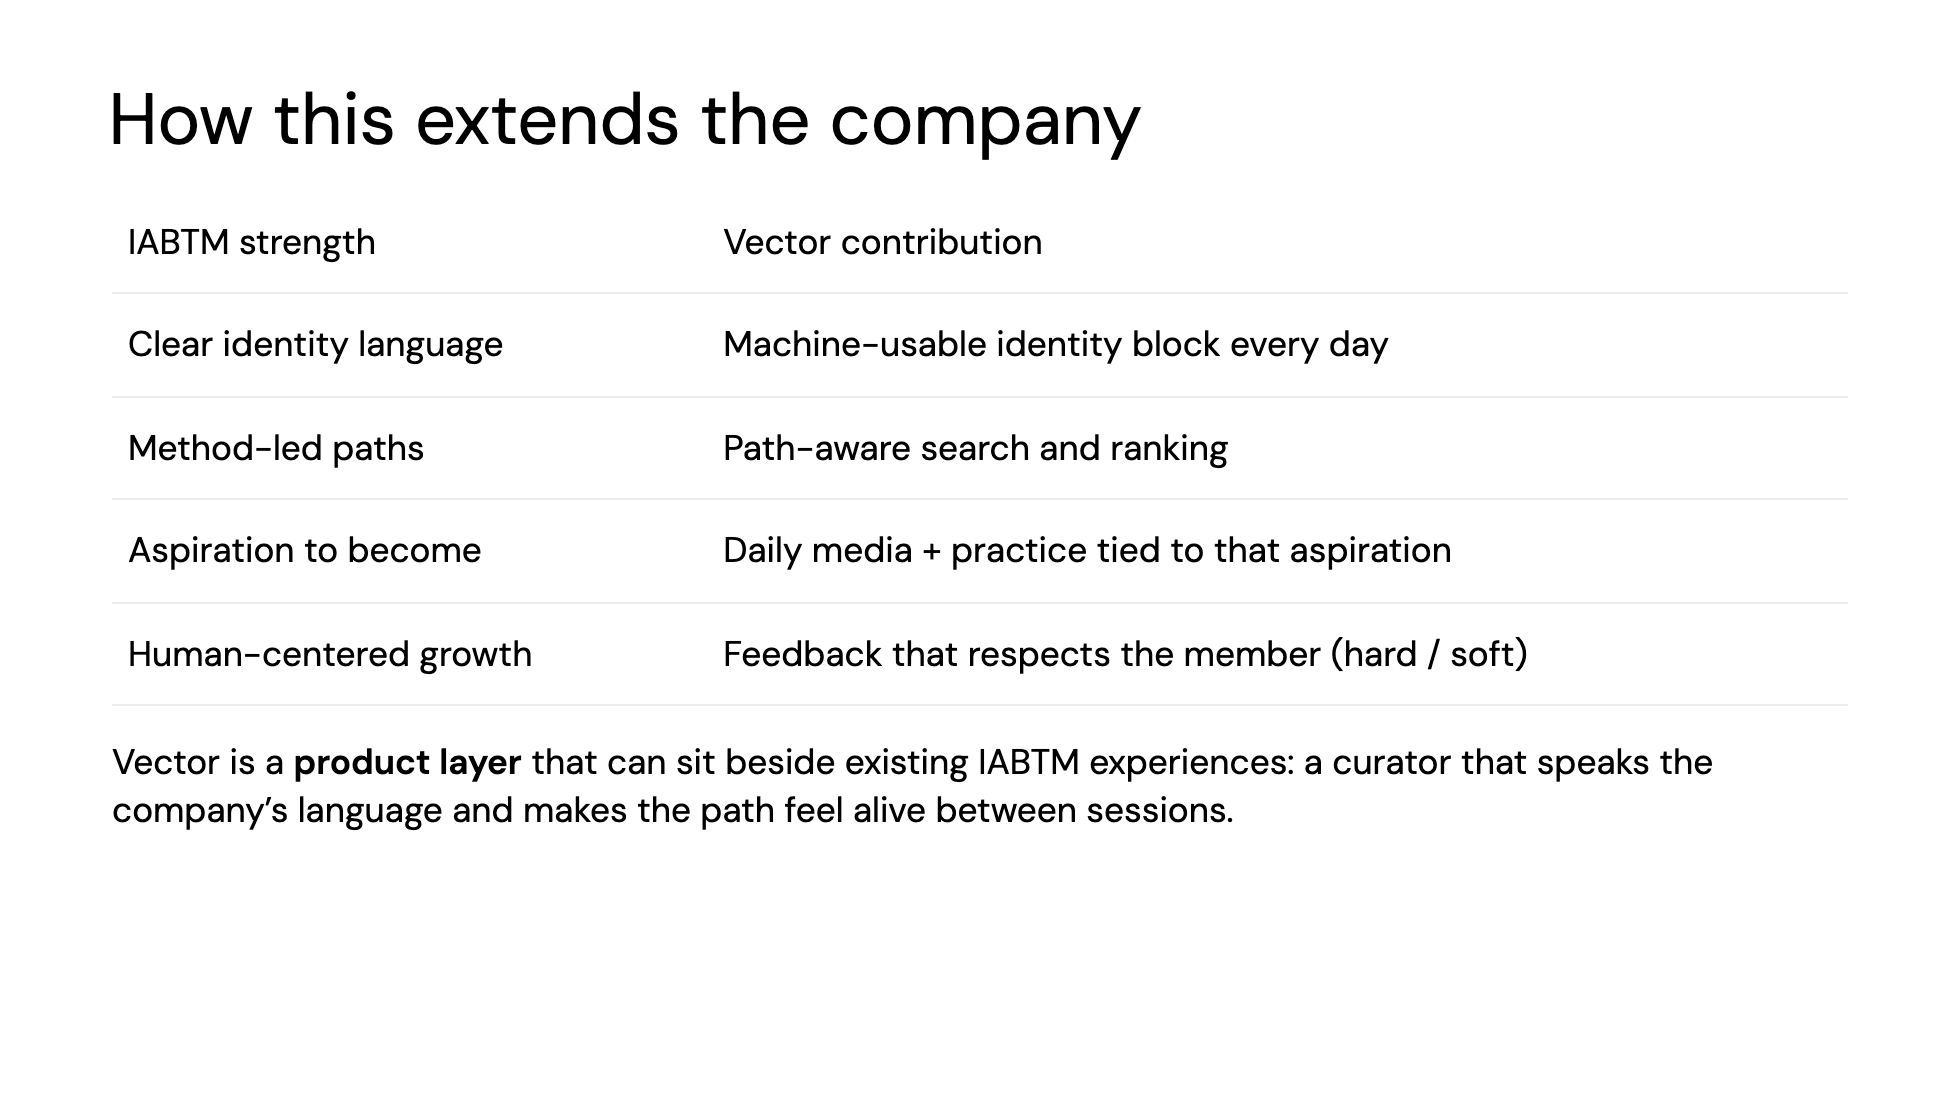 How this extends the company
IABTM strength Vector contribution
Clear identity language Machine-usable identity block every day
Method-led paths Path-aware search and ranking
Aspiration to become Daily media + practice tied to that aspiration
Human-centered growth Feedback that respects the member (hard / soft)
Vector is a product layer that can sit beside existing IABTM experiences: a curator that speaks the
company’s language and makes the path feel alive between sessions.